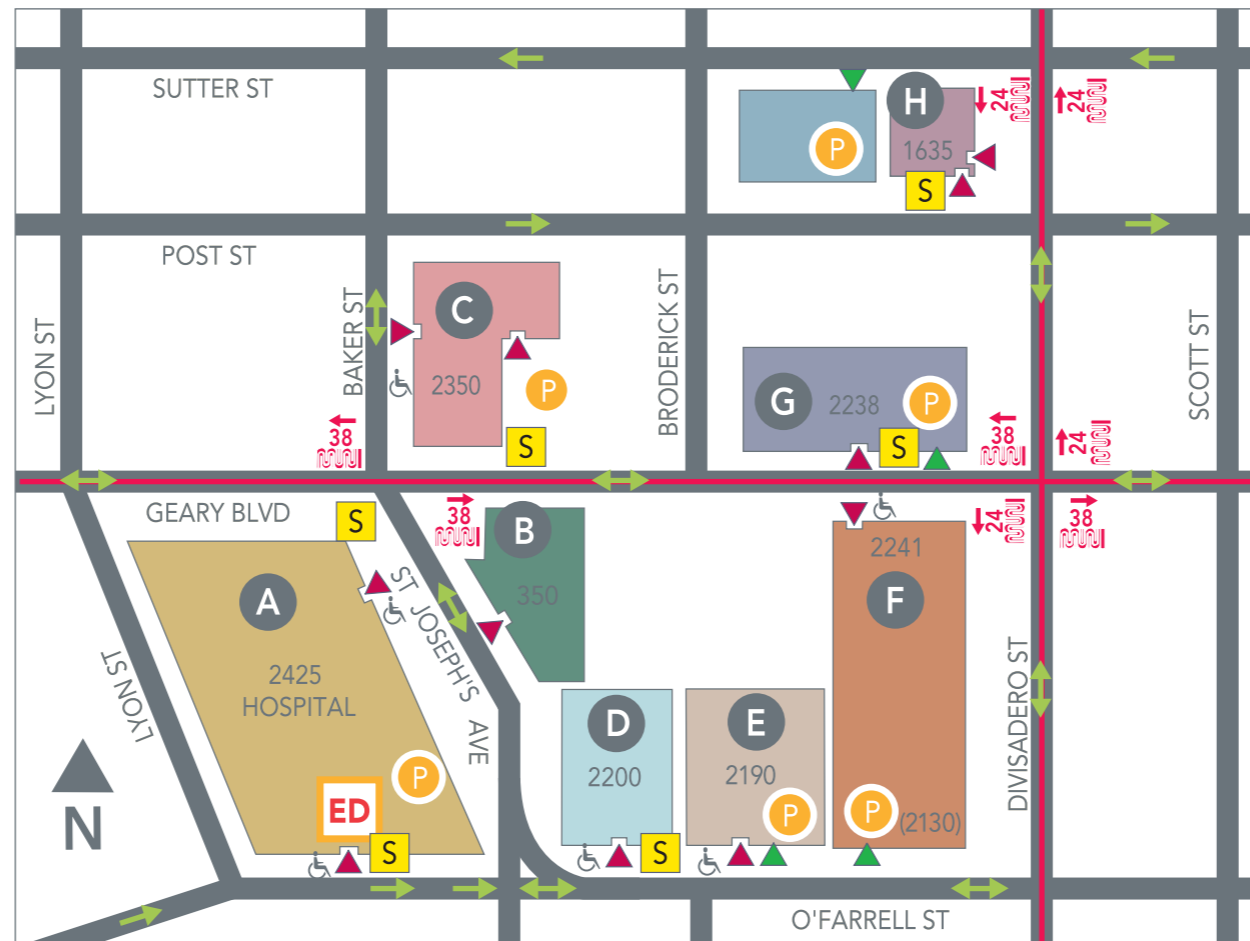 SUTTER ST
H
1635
P
S
24
24
POST ST
LYON ST
BAKER ST
C
2350
P
S
BRODERICK ST
G
2238
P
S
SCOTT ST
38
38
24
GEARY BLVD
S
38
B
350
24
38
2241
F
A
2425
HOSPITAL
ST JOSEPH'S AVE
LYON ST
D
2200
E
2190
DIVISADERO ST
N
P
ED
S
S
P
P
(2130)
O'FARRELL ST